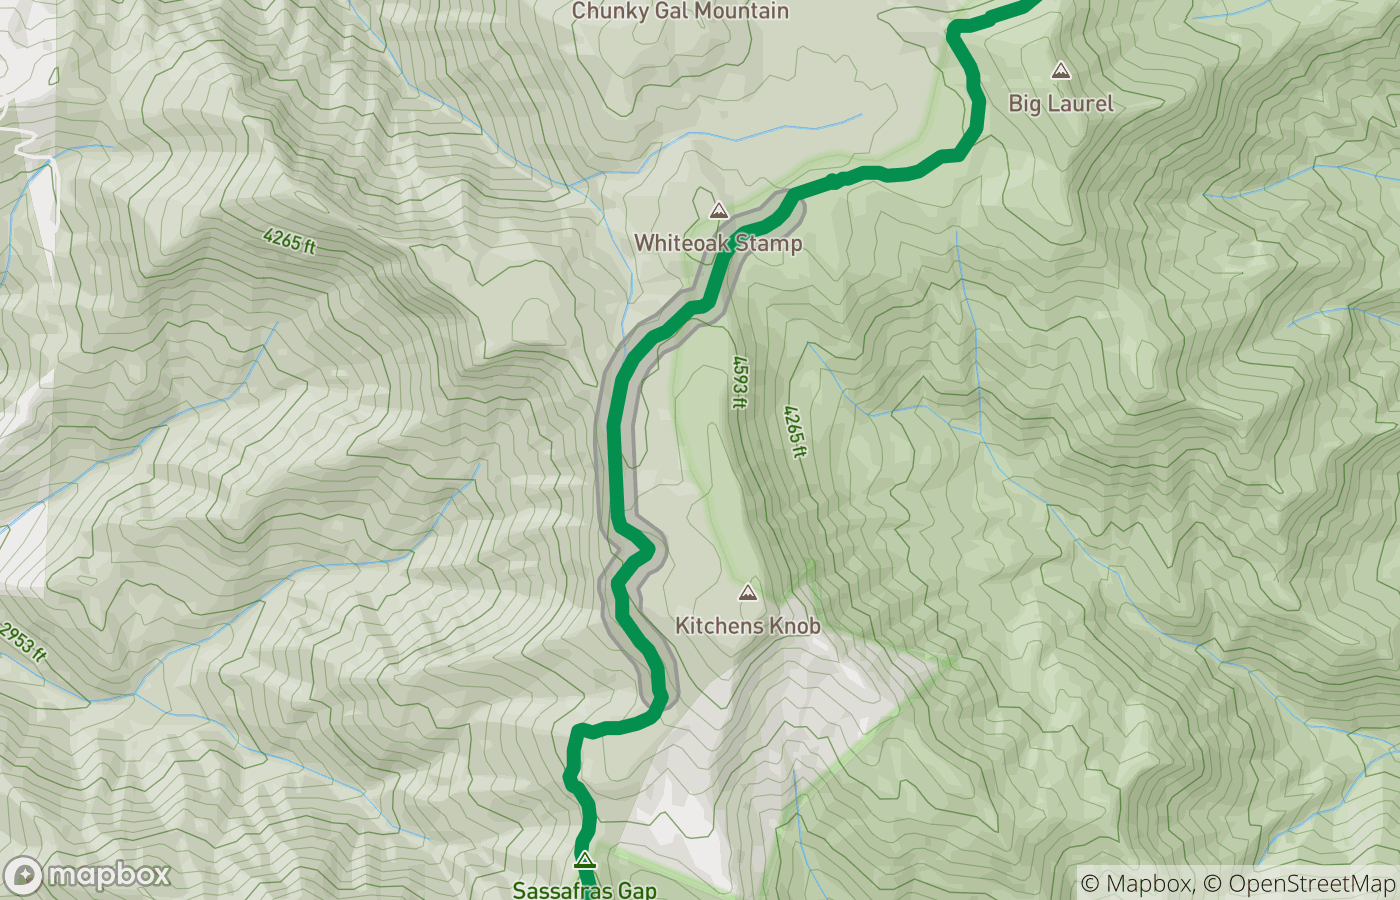 Chunky Gal Mountain
Big Laurel
Whiteoak Stamp
4265 ft
4593 ft
4265 ft
Kitchens Knob
2953 ft
Sassafras Gap
mapbox
© Mapbox, © OpenStreetMap